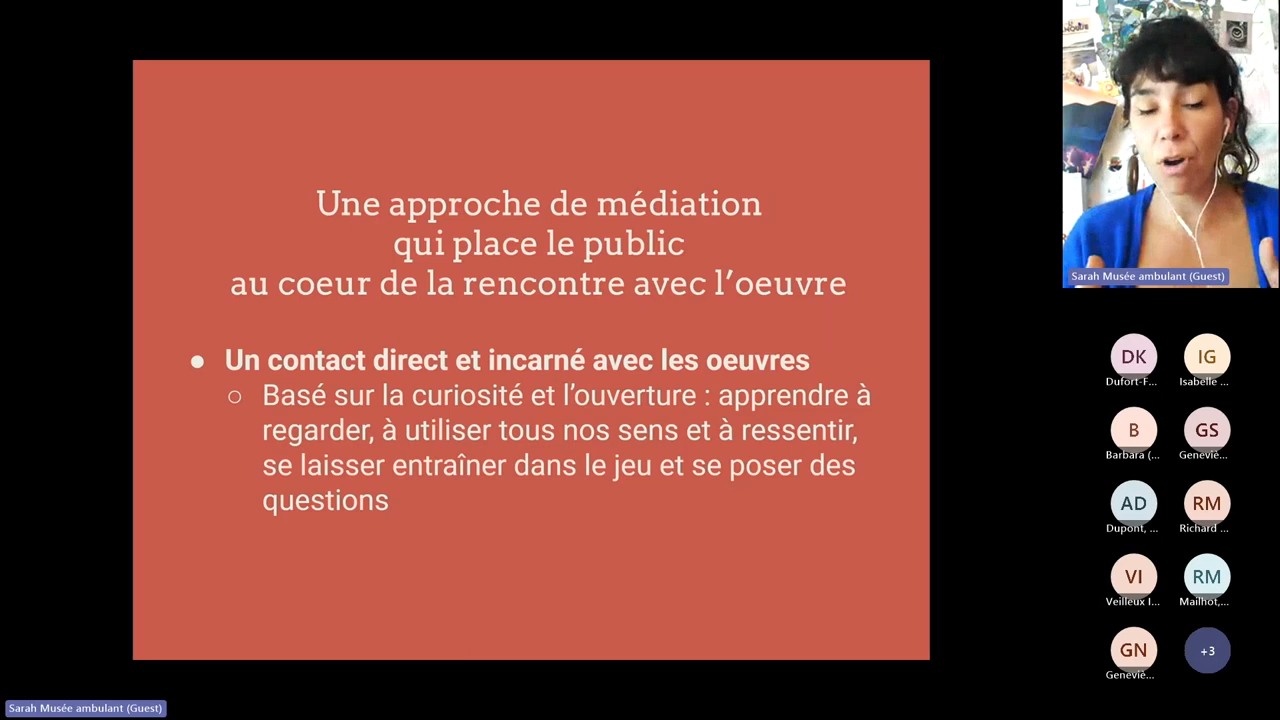 Une approche de médiation
qui place le public
au coeur de la rencontre avec l’oeuvre
● Un contact direct et incarné avec les oeuvres
○ Basé sur la curiosité et l’ouverture : apprendre à
regarder, à utiliser tous nos sens et à ressentir,
se laisser entraîner dans le jeu et se poser des
questions
Sarah Musée ambulant (Guest)
DK
IG
Dufort-F...
Isabelle ...
B
GS
Barbara (...
Geneviè...
AD
RM
Dupont, ...
Richard ...
VI
RM
Veilleux I...
Mailhot,...
GN
+3
Geneviè...
Sarah Musée ambulant (Guest)